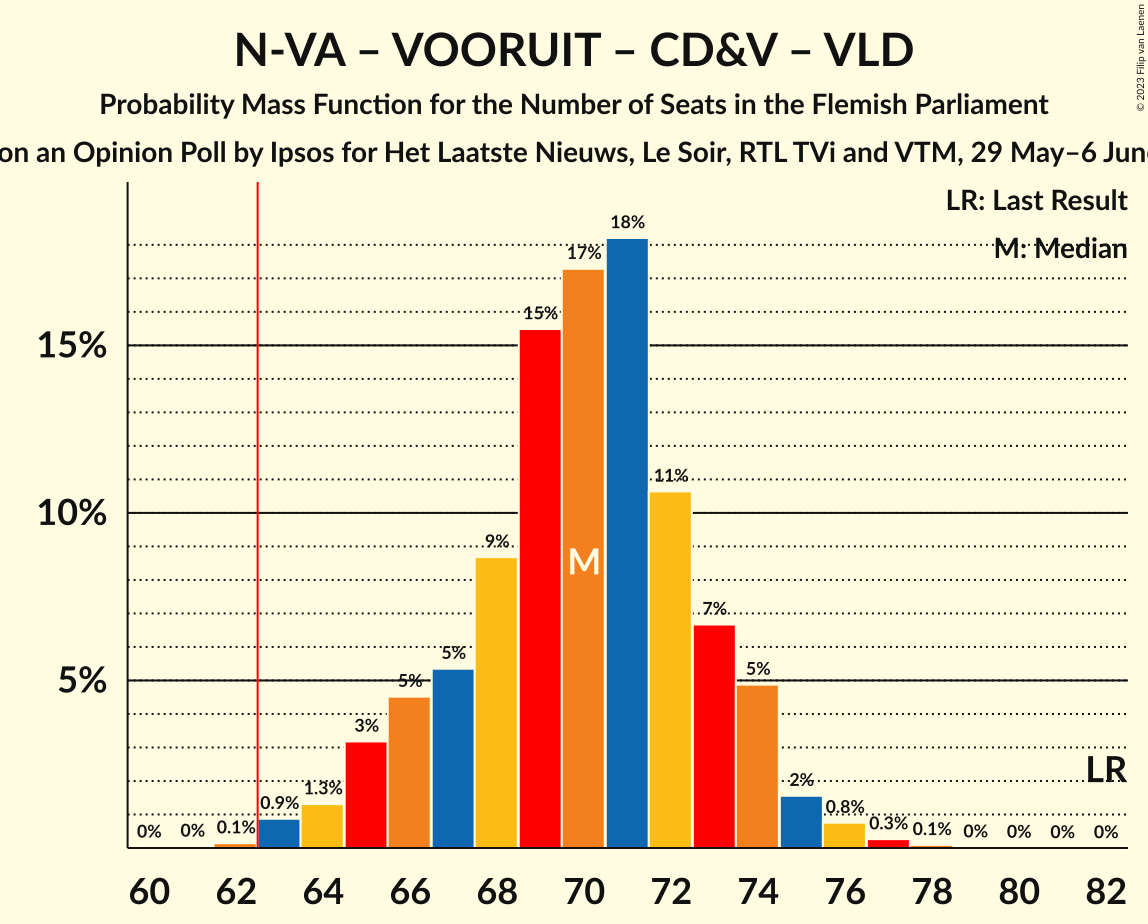 N-VA – VOORUIT – CD&V – VLD
Probability Mass Function for the Number of Seats in the Flemish Parliament
on an Opinion Poll by Ipsos for Het Laatste Nieuws, Le Soir, RTL TVi and VTM, 29 May–6 June
© 2023 Filip van Laenen
LR: Last Result
M: Median
15%
10%
5%
0% 0% 0.1% 0.9% 1.3% 3% 5% 5% 9% 15% 17% 18% 11% 7% 5% 2% 0.8% 0.3% 0.1% 0% 0% 0% 0%
M
LR
60 62 64 66 68 70 72 74 76 78 80 82